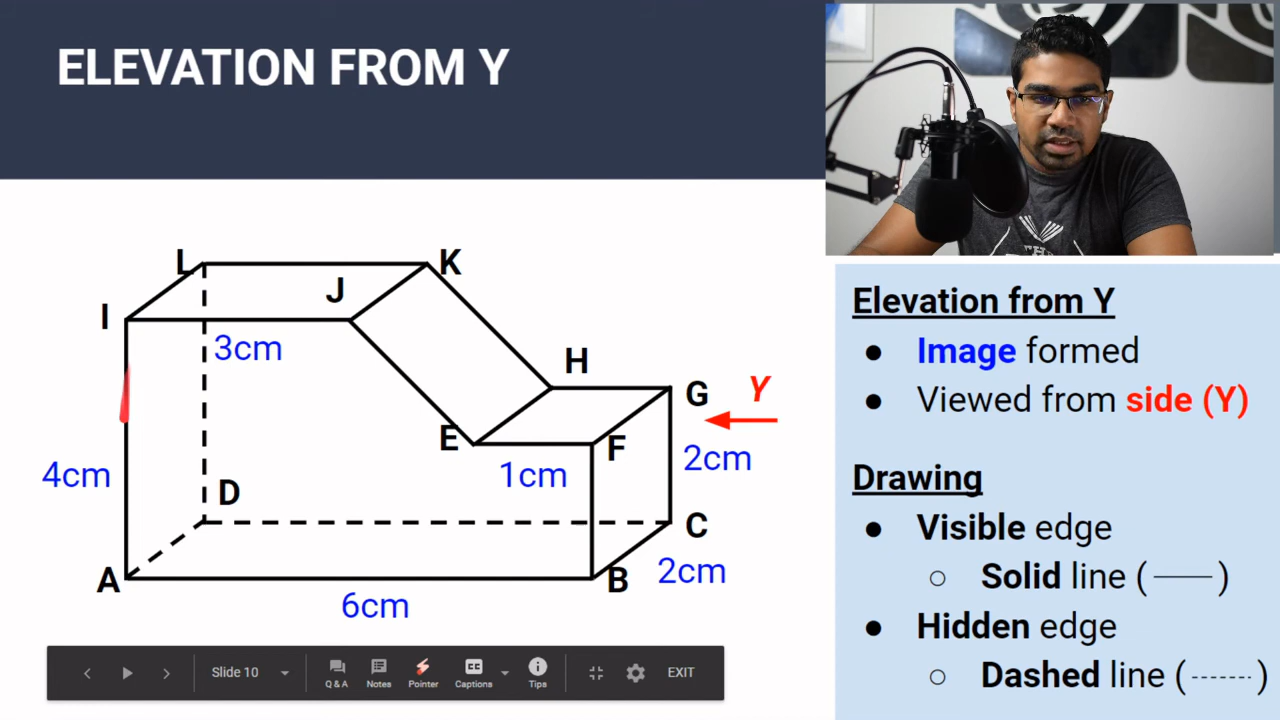 ELEVATION FROM Y
L
K
J
I
3cm
H
G
Y
E
F
2cm
4cm
1cm
D
C
A
B
2cm
6cm
Slide 10
Q & A
Notes
Pointer
CC
Captions
Tips
EXIT
Elevation from Y
● Image formed
● Viewed from side (Y)
Drawing
● Visible edge
○ Solid line (——)
● Hidden edge
○ Dashed line (------)